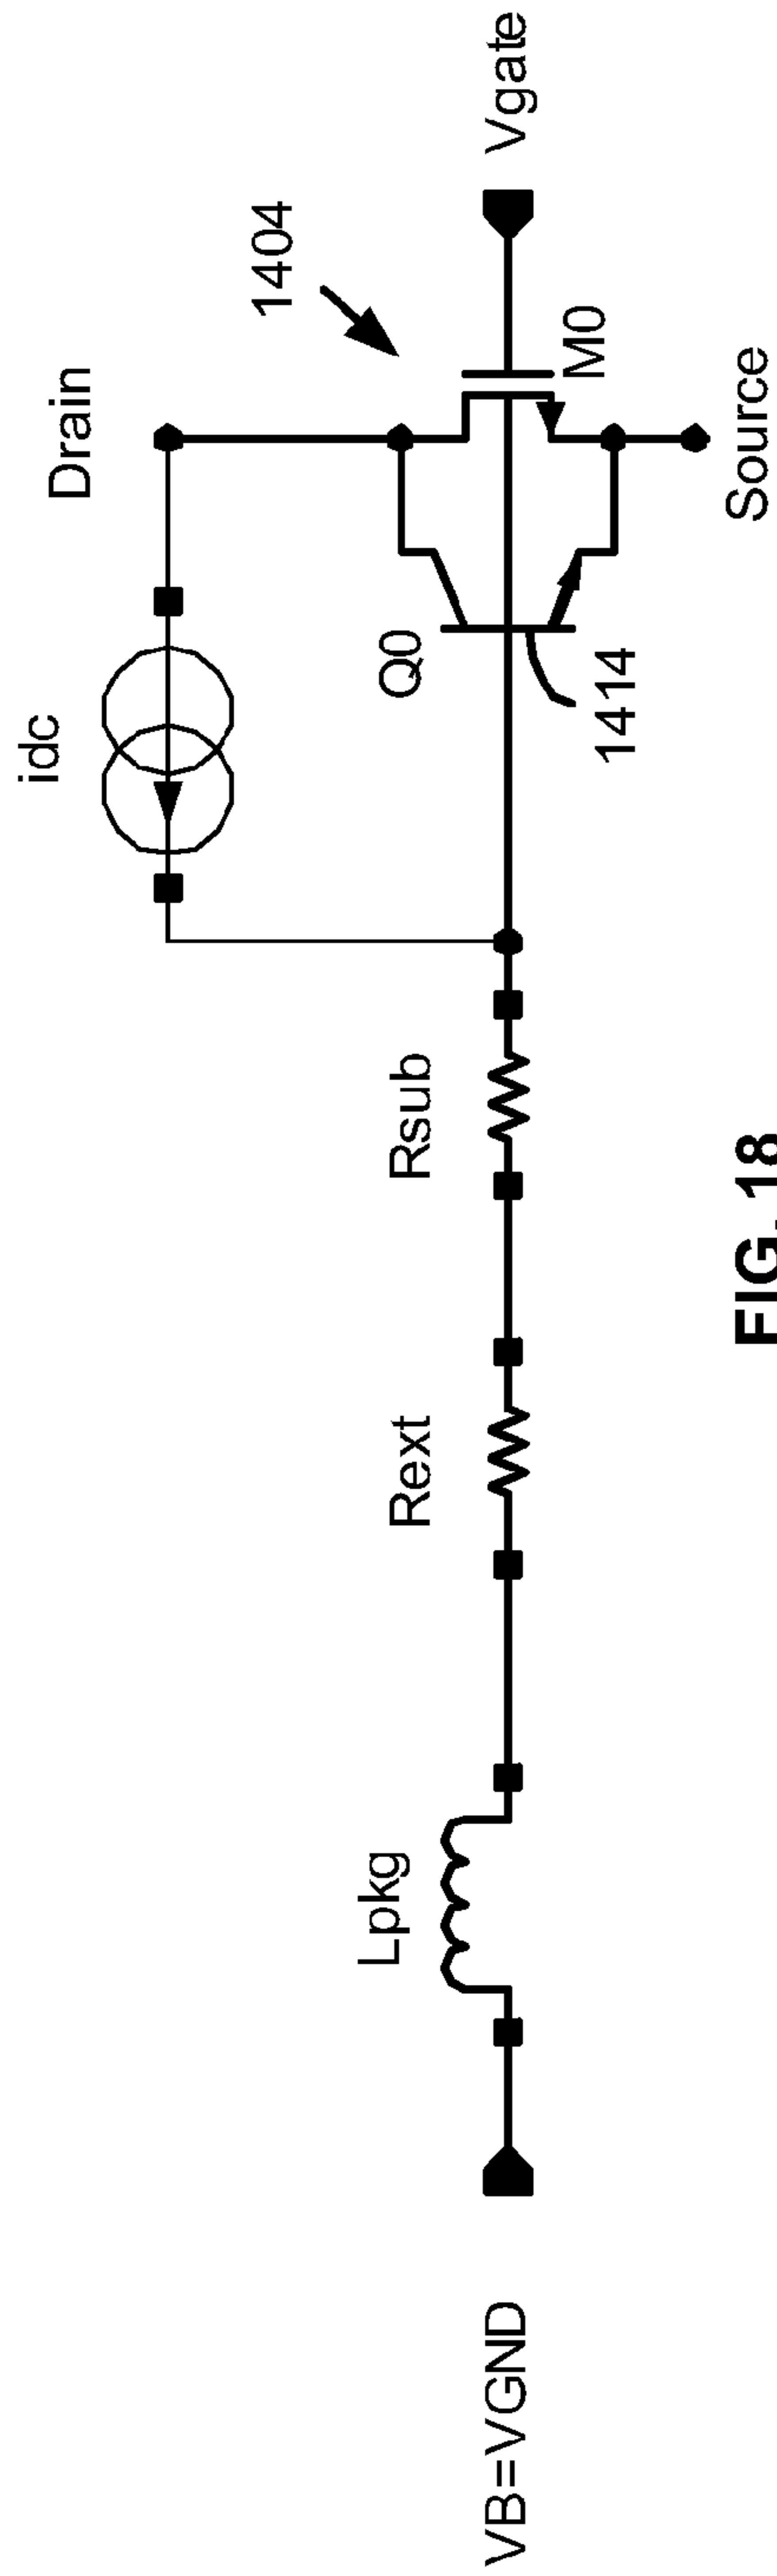 idc
Drain
1404
Vgate
Q0
M0
1414
Source
Rsub
Rext
Lpkg
VB=VGND
FIG. 18